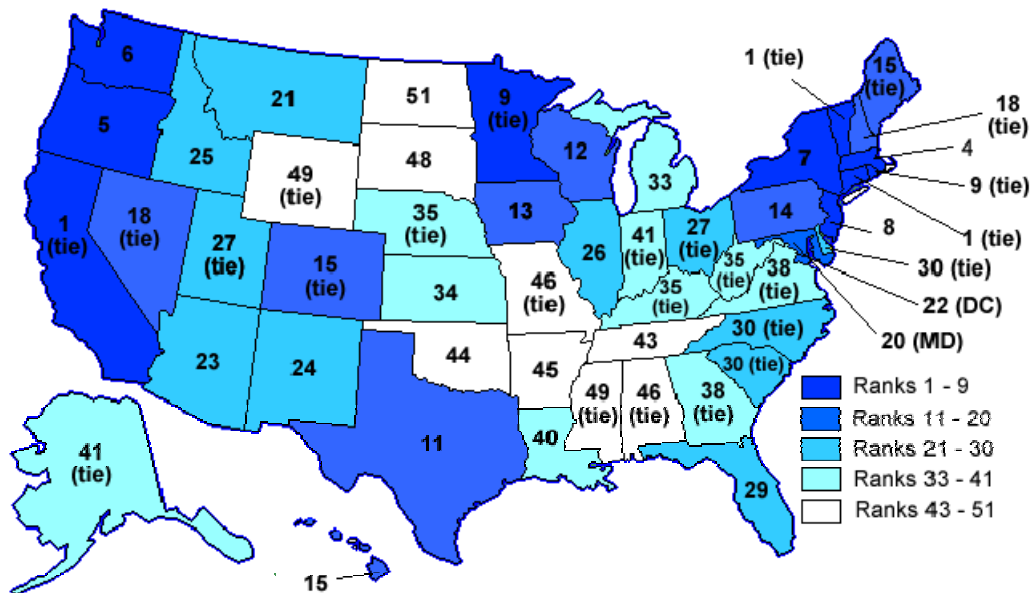 6
5
1
(tie)
18
(tie)
25
21
49
(tie)
27
(tie)
15
(tie)
23
24
51
48
35
(tie)
34
44
11
9
(tie)
13
46
(tie)
45
40
12
26
33
41
(tie)
27
(tie)
35
(tie)
35
(tie)
38
(tie)
43
49
(tie)
46
(tie)
38
(tie)
30 (tie)
30 (tie)
29
14
7
1 (tie)
15
(tie)
18
(tie)
4
9 (tie)
1 (tie)
8
30 (tie)
22 (DC)
20 (MD)
41
(tie)
15
Ranks 1 - 9
Ranks 11 - 20
Ranks 21 - 30
Ranks 33 - 41
Ranks 43 - 51